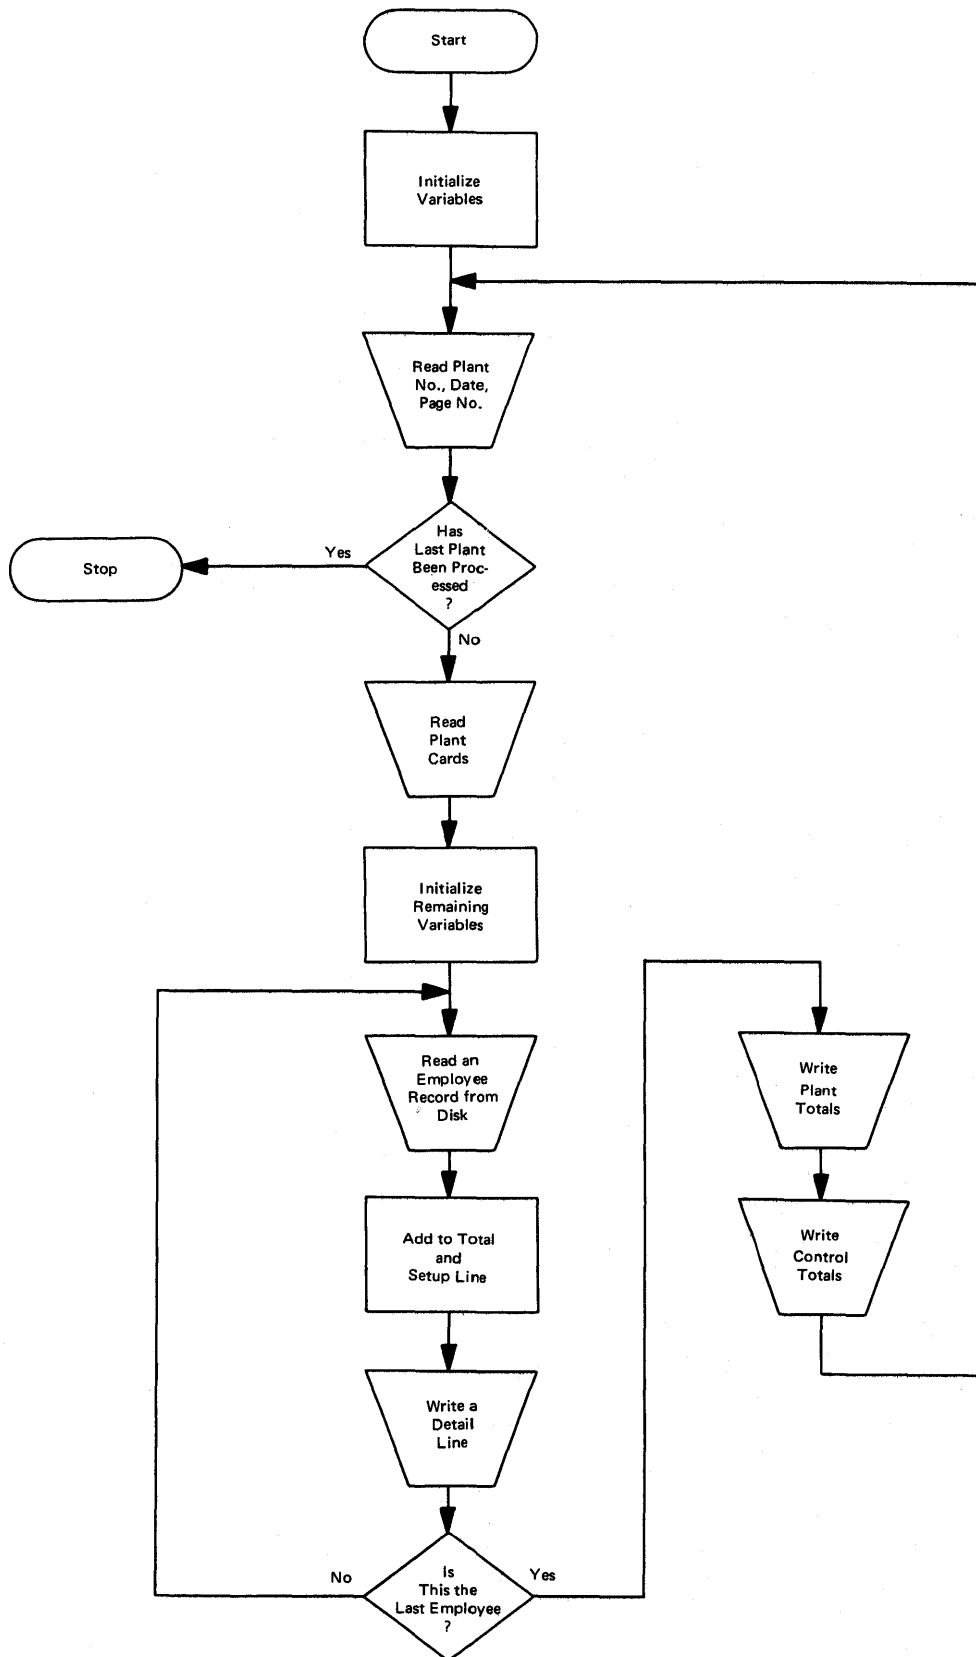 Start
Initialize
Variables
Read Plant
No., Date,
Page No.
Has
Last Plant
Been Proc-
essed
?
Yes
Stop
No
Read
Plant
Cards
Initialize
Remaining
Variables
Read an
Employee
Record from
Disk
Add to Total
and
Setup Line
Write a
Detail
Line
Is
This the
Last Employee
?
No
Yes
Write
Plant
Totals
Write
Control
Totals